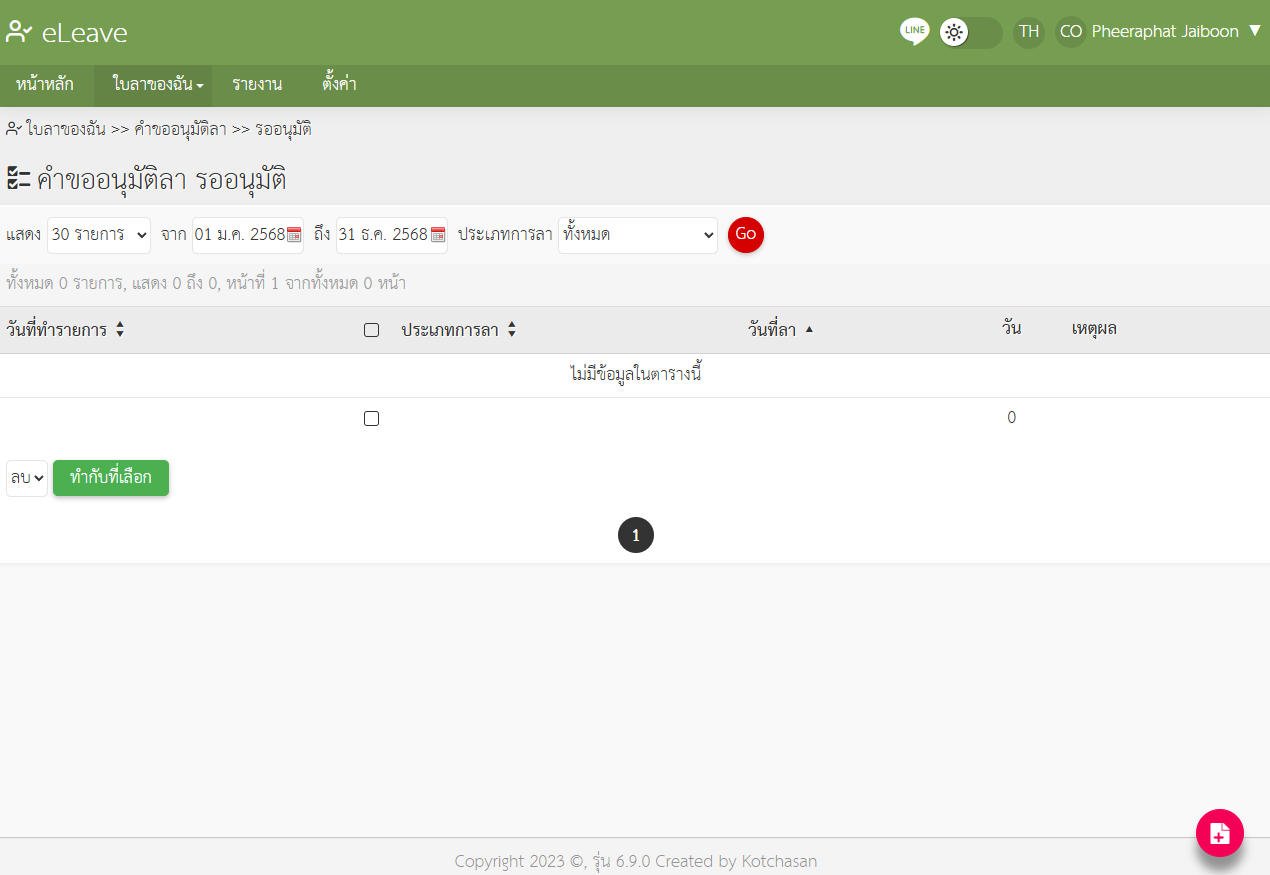 eLeave LINE TH CO Pheeraphat Jaiboon ▼
หน้าหลัก ใบลาของฉัน รายงาน ตั้งค่า
ใบลาของฉัน >> คำขออนุมัติลา >> รออนุมัติ
คำขออนุมัติลา รออนุมัติ
แสดง 30 รายการ จาก 01 ม.ค. 2568 ถึง 31 ธ.ค. 2568 ประเภทการลา ทั้งหมด Go
ทั้งหมด 0 รายการ, แสดง 0 ถึง 0, หน้าที่ 1 จากทั้งหมด 0 หน้า
วันที่ทำรายการ ประเภทการลา วันที่ลา วัน เหตุผล
ไม่มีข้อมูลในตารางนี้
0
ลบ ทำกับที่เลือก
1
Copyright 2023 ©, รุ่น 6.9.0 Created by Kotchasan